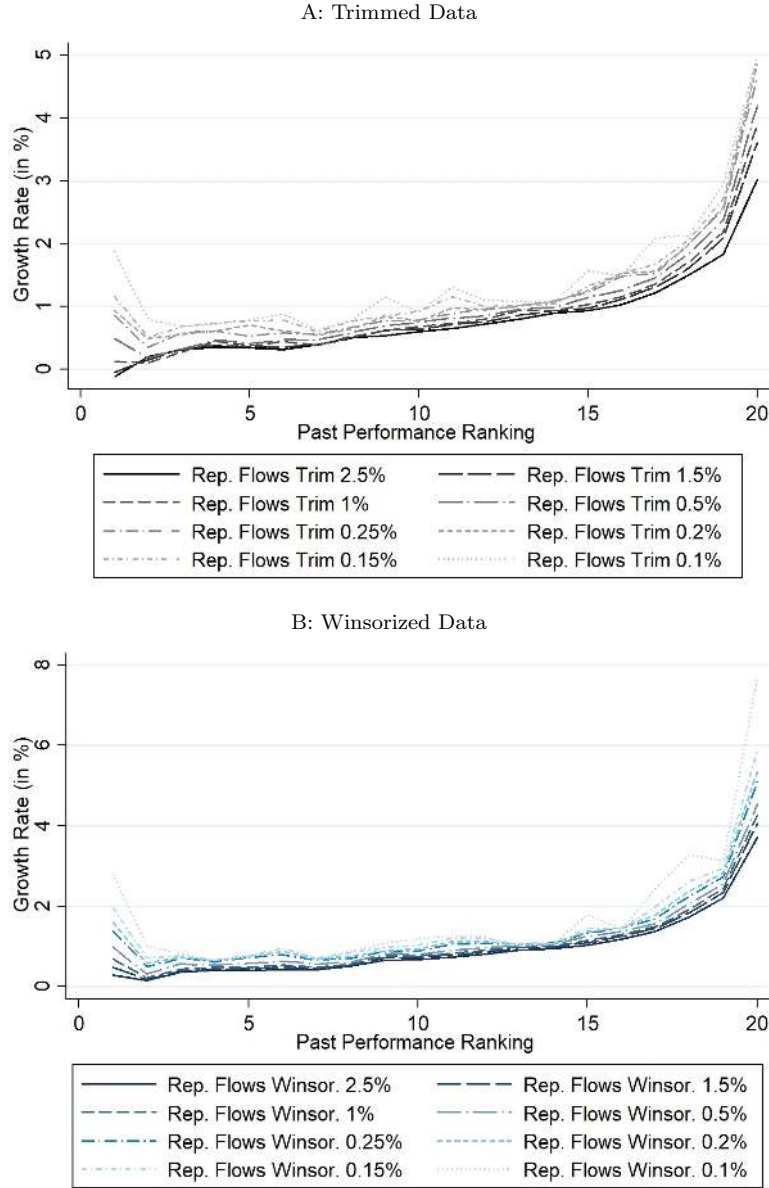 A: Trimmed Data
5
4
3
2
1
0
Growth Rate (in %)
0 5 10 15 20
Past Performance Ranking
Rep. Flows Trim 2.5% Rep. Flows Trim 1.5%
Rep. Flows Trim 1% Rep. Flows Trim 0.5%
Rep. Flows Trim 0.25% Rep. Flows Trim 0.2%
Rep. Flows Trim 0.15% Rep. Flows Trim 0.1%
B: Winsorized Data
8
6
4
2
0
Growth Rate (in %)
0 5 10 15 20
Past Performance Ranking
Rep. Flows Winsor. 2.5% Rep. Flows Winsor. 1.5%
Rep. Flows Winsor. 1% Rep. Flows Winsor. 0.5%
Rep. Flows Winsor. 0.25% Rep. Flows Winsor. 0.2%
Rep. Flows Winsor. 0.15% Rep. Flows Winsor. 0.1%